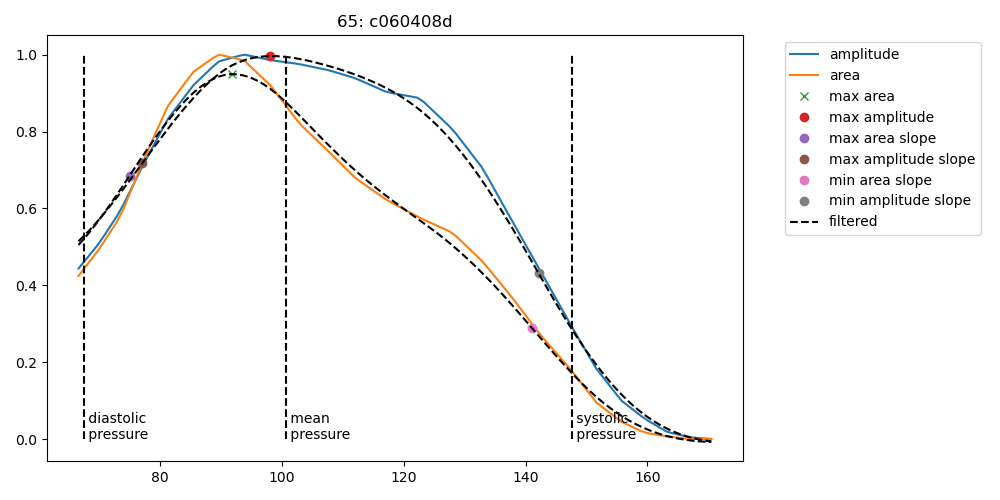 65: c060408d
1.0
0.8
0.6
0.4
0.2
0.0
diastolic
pressure
mean
pressure
systolic
pressure
80
100
120
140
160
amplitude
area
max area
max amplitude
max area slope
max amplitude slope
min area slope
min amplitude slope
filtered